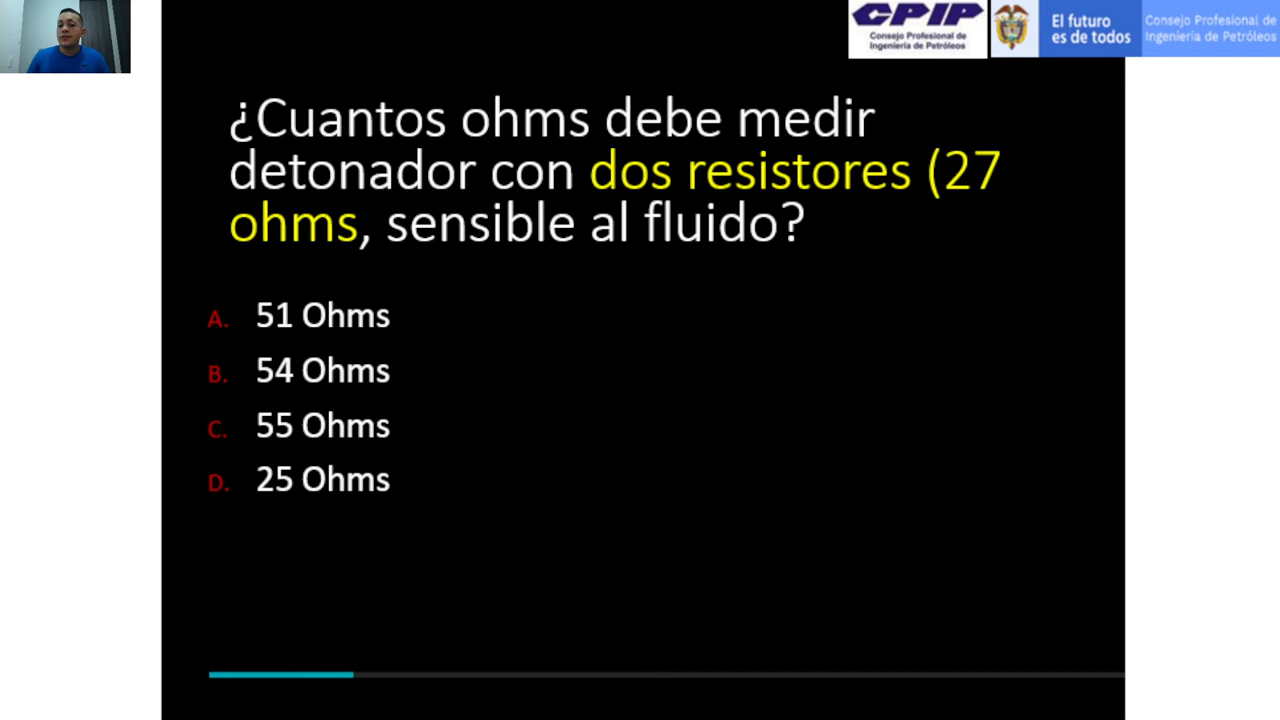 CPIP
Consejo Profesional de
Ingeniería de Petróleos
El futuro
es de todos
Consejo Profesional de
Ingeniería de Petróleos
¿Cuantos ohms debe medir
detonador con dos resistores (27
ohms, sensible al fluido?
A. 51 Ohms
B. 54 Ohms
C. 55 Ohms
D. 25 Ohms